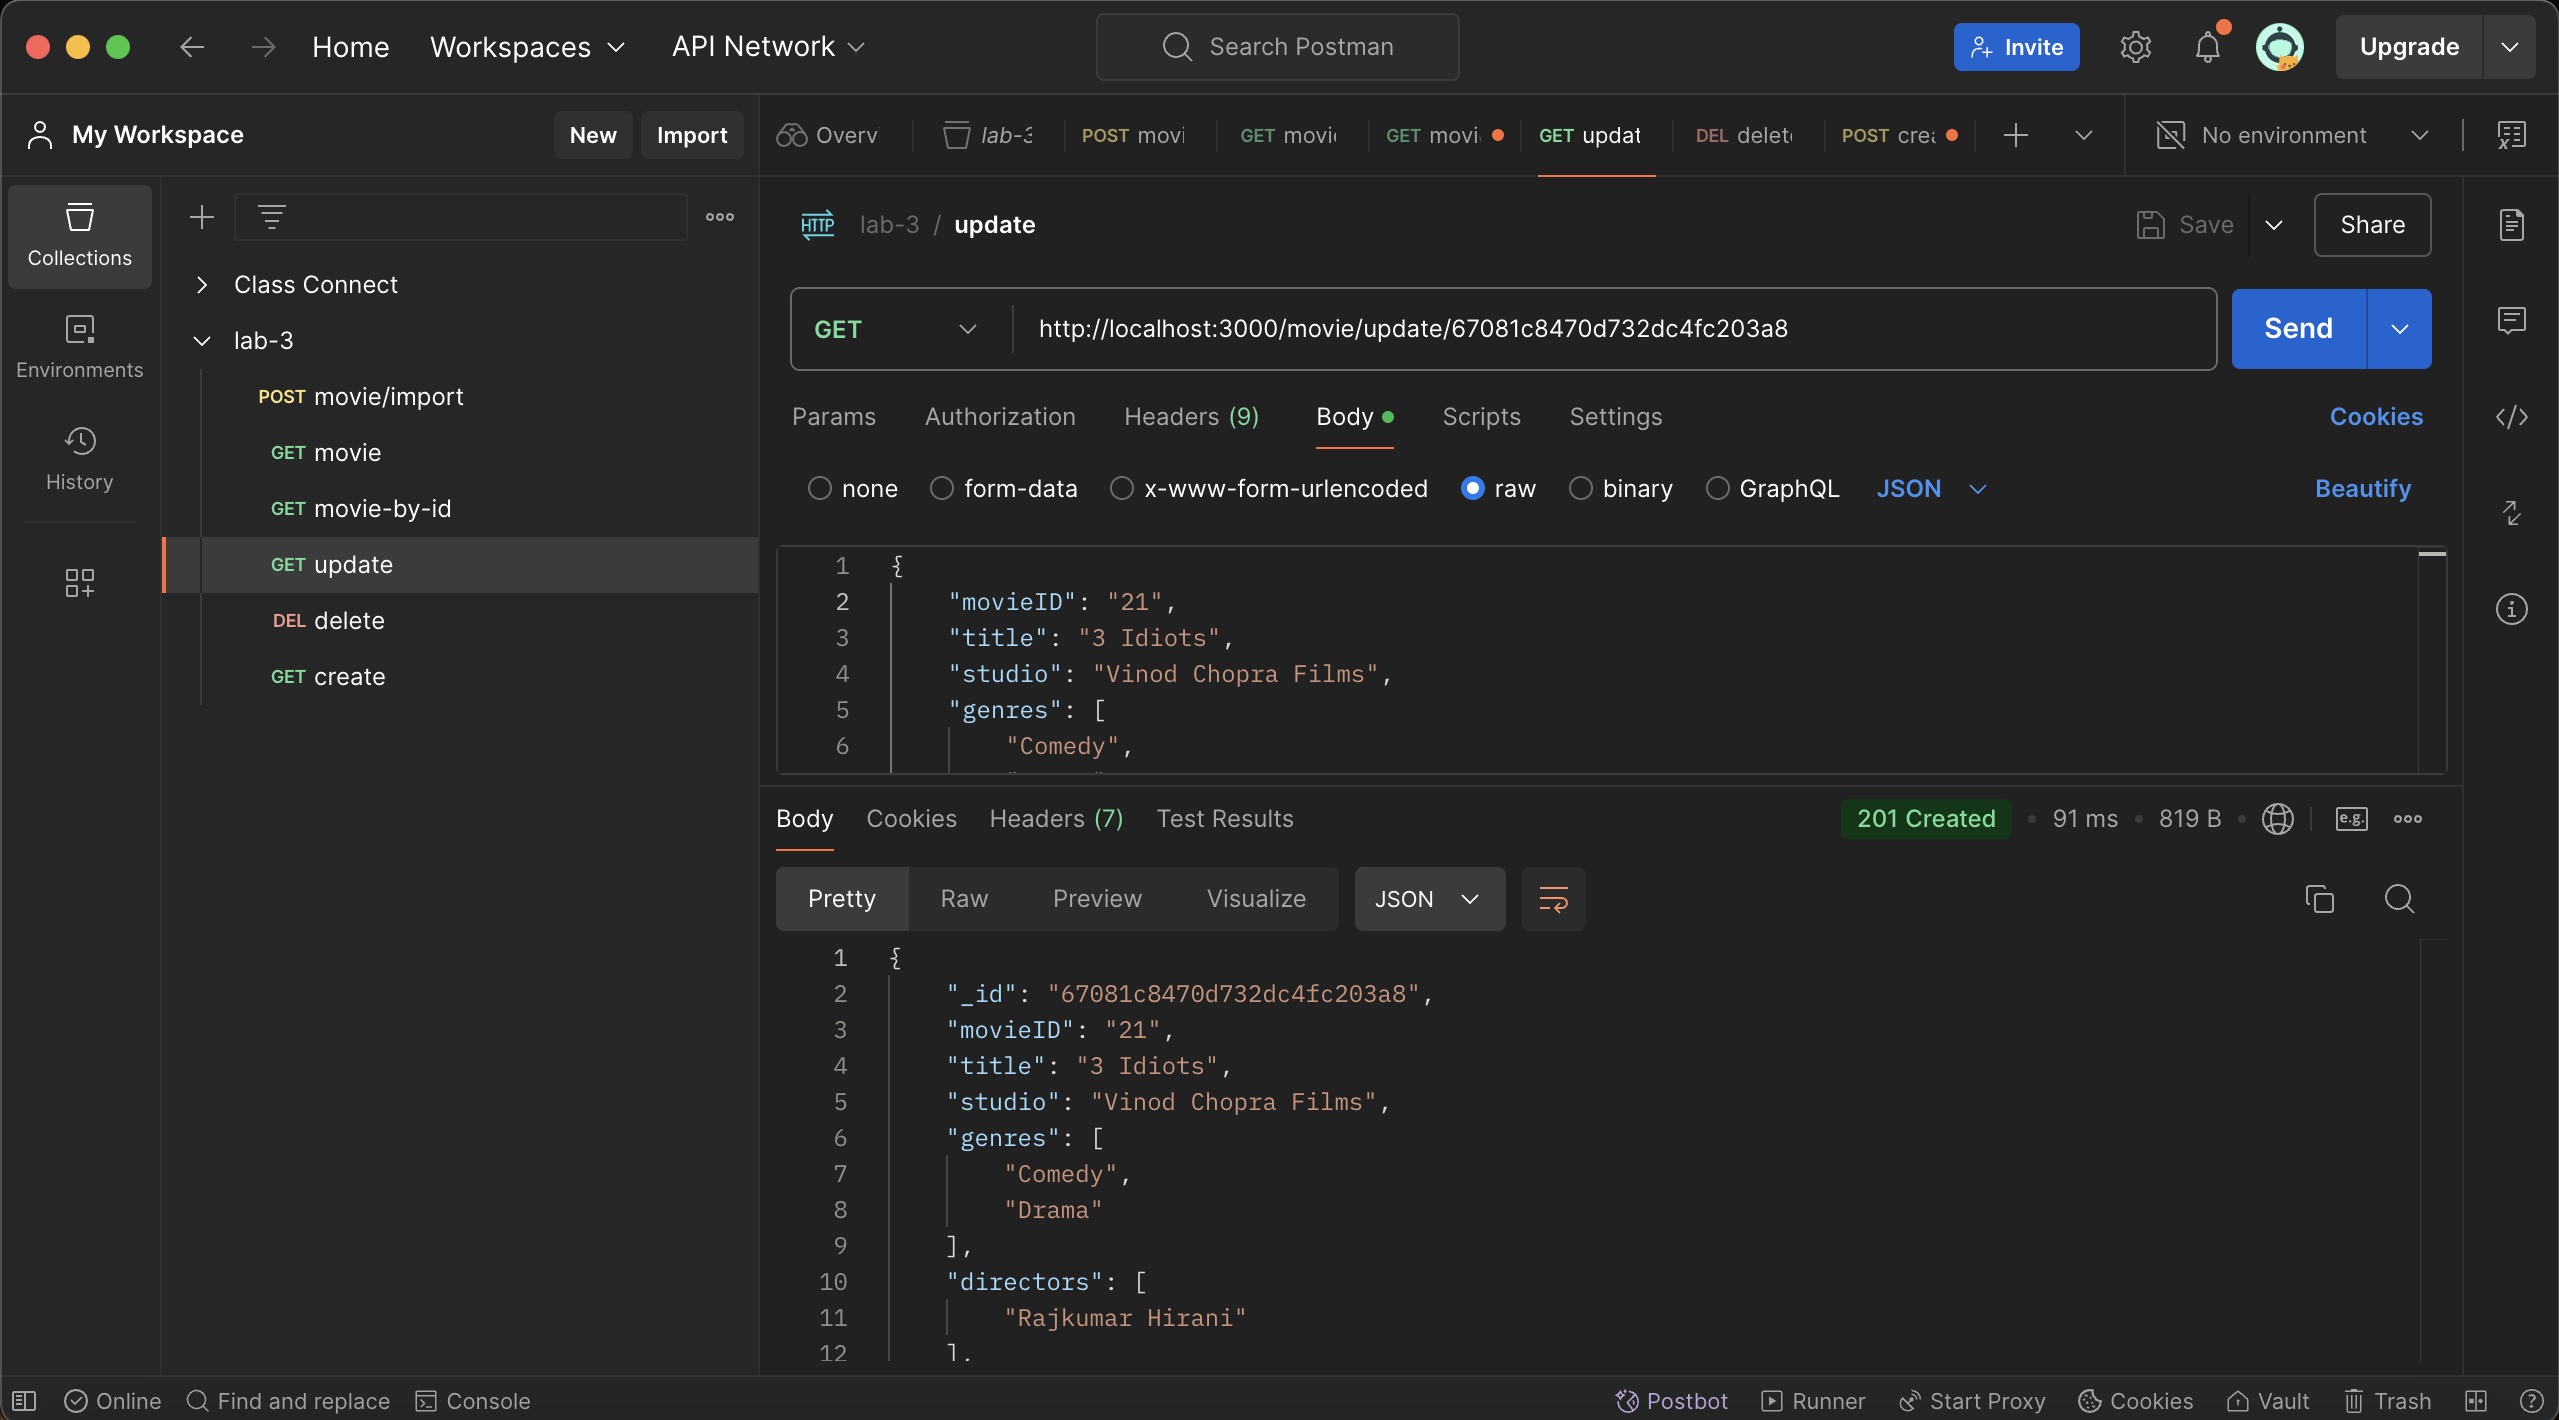 Home Workspaces API Network Search Postman Invite Upgrade
My Workspace New Import Overv lab-3 POST movi GET movi GET movi GET updat DEL delet POST crea No environment
Collections
Environments
History
Class Connect
lab-3
POST movie/import
GET movie
GET movie-by-id
GET update
DEL delete
GET create
HTTP lab-3 / update Save Share
GET http://localhost:3000/movie/update/67081c8470d732dc4fc203a8 Send
Params Authorization Headers (9) Body Scripts Settings Cookies
none form-data x-www-form-urlencoded raw binary GraphQL JSON Beautify
1 {
2 "movieID": "21",
3 "title": "3 Idiots",
4 "studio": "Vinod Chopra Films",
5 "genres": [
6 "Comedy",
Body Cookies Headers (7) Test Results 201 Created • 91 ms • 819 B • e.g.
Pretty Raw Preview Visualize JSON
1 {
2 "_id": "67081c8470d732dc4fc203a8",
3 "movieID": "21",
4 "title": "3 Idiots",
5 "studio": "Vinod Chopra Films",
6 "genres": [
7 "Comedy",
8 "Drama"
9 ],
10 "directors": [
11 "Rajkumar Hirani"
12 ],
Online Find and replace Console Postbot Runner Start Proxy Cookies Vault Trash